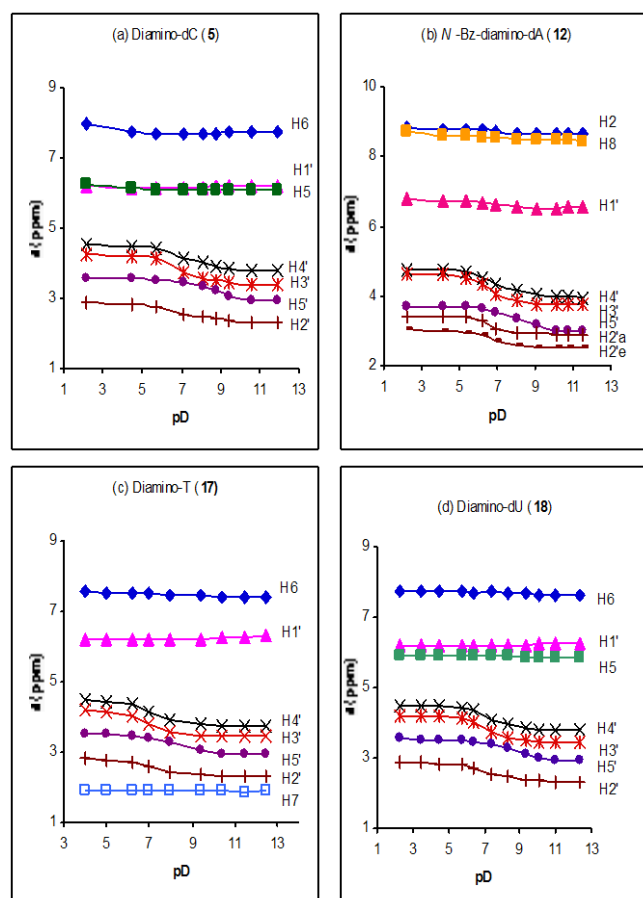 (a) Diamino-dC (5)
9
7
5
3
1
1 3 5 7 9 11 13
pD
δ (ppm)
H6
H1'
H5
H4'
H3'
H5'
H2'
(b) N -Bz-diamino-dA (12)
10
8
6
4
2
1 3 5 7 9 11 13
pD
δ (ppm)
H2
H8
H1'
H4'
H3'
H5'
H2'a
H2'e
(c) Diamino-T (17)
9
7
5
3
1
3 5 7 9 11 13
pD
δ (ppm)
H6
H1'
H4'
H3'
H5'
H2'
H7
(d) Diamino-dU (18)
9
7
5
3
1
1 3 5 7 9 11 13
pD
δ (ppm)
H6
H1'
H5
H4'
H3'
H5'
H2'